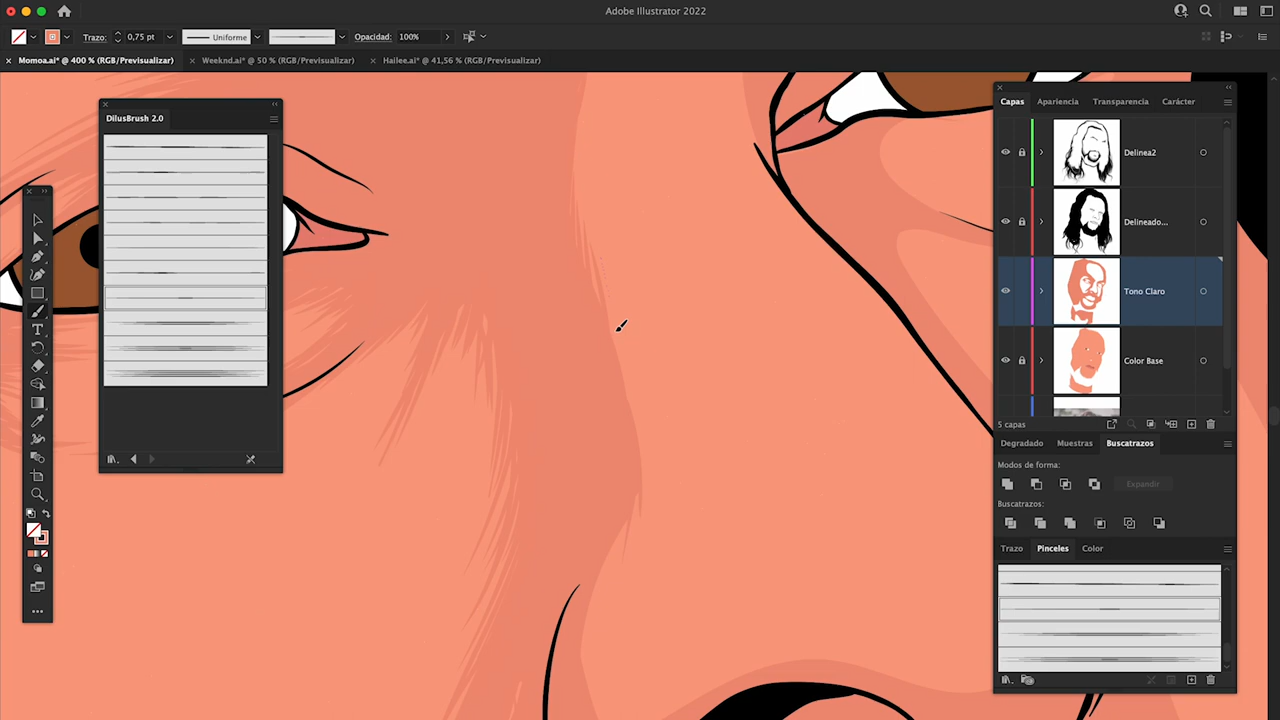 Adobe Illustrator 2022
Trazo: 0,75 pt Uniforme Opacidad: 100%
Momoa.ai* @ 400 % (RGB/Previsualizar) Weeknd.ai* @ 50 % (RGB/Previsualizar) Hailee.ai* @ 41,56 % (RGB/Previsualizar)
DilusBrush 2.0
Capas Apariencia Transparencia Carácter
Delinea2
Delineado...
Tono Claro
Color Base
5 capas
Degradado Muestras Buscatrazos
Modos de forma:
Expandir
Buscatrazos:
Trazo Pinceles Color